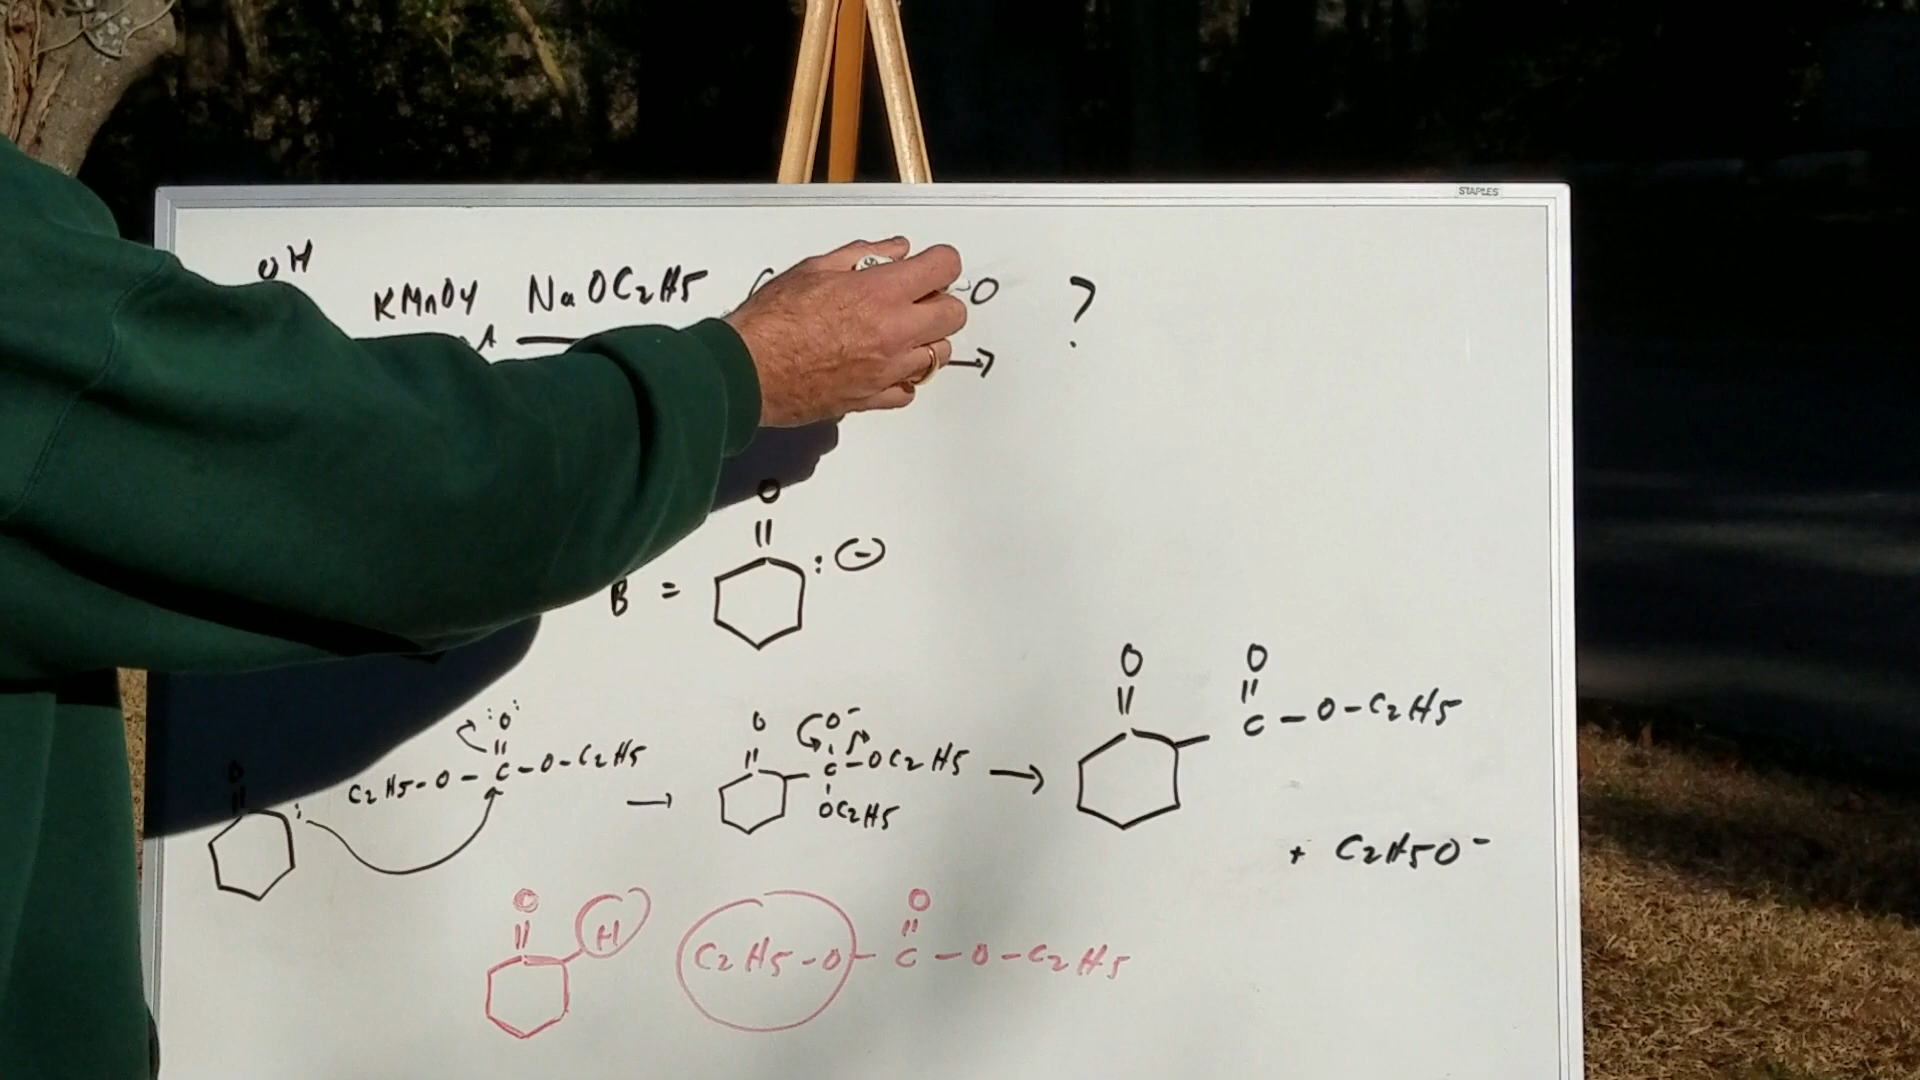 STAPLES
OH
KMnO4 NaOC2H5 O ?
A
O
B = :(-)
O O
:O: O O-
C-O-C2H5
C2H5-O-C-O-C2H5 C-OC2H5
O
: OC2H5
+ C2H5O-
O O
H
C2H5-O-C-O-C2H5